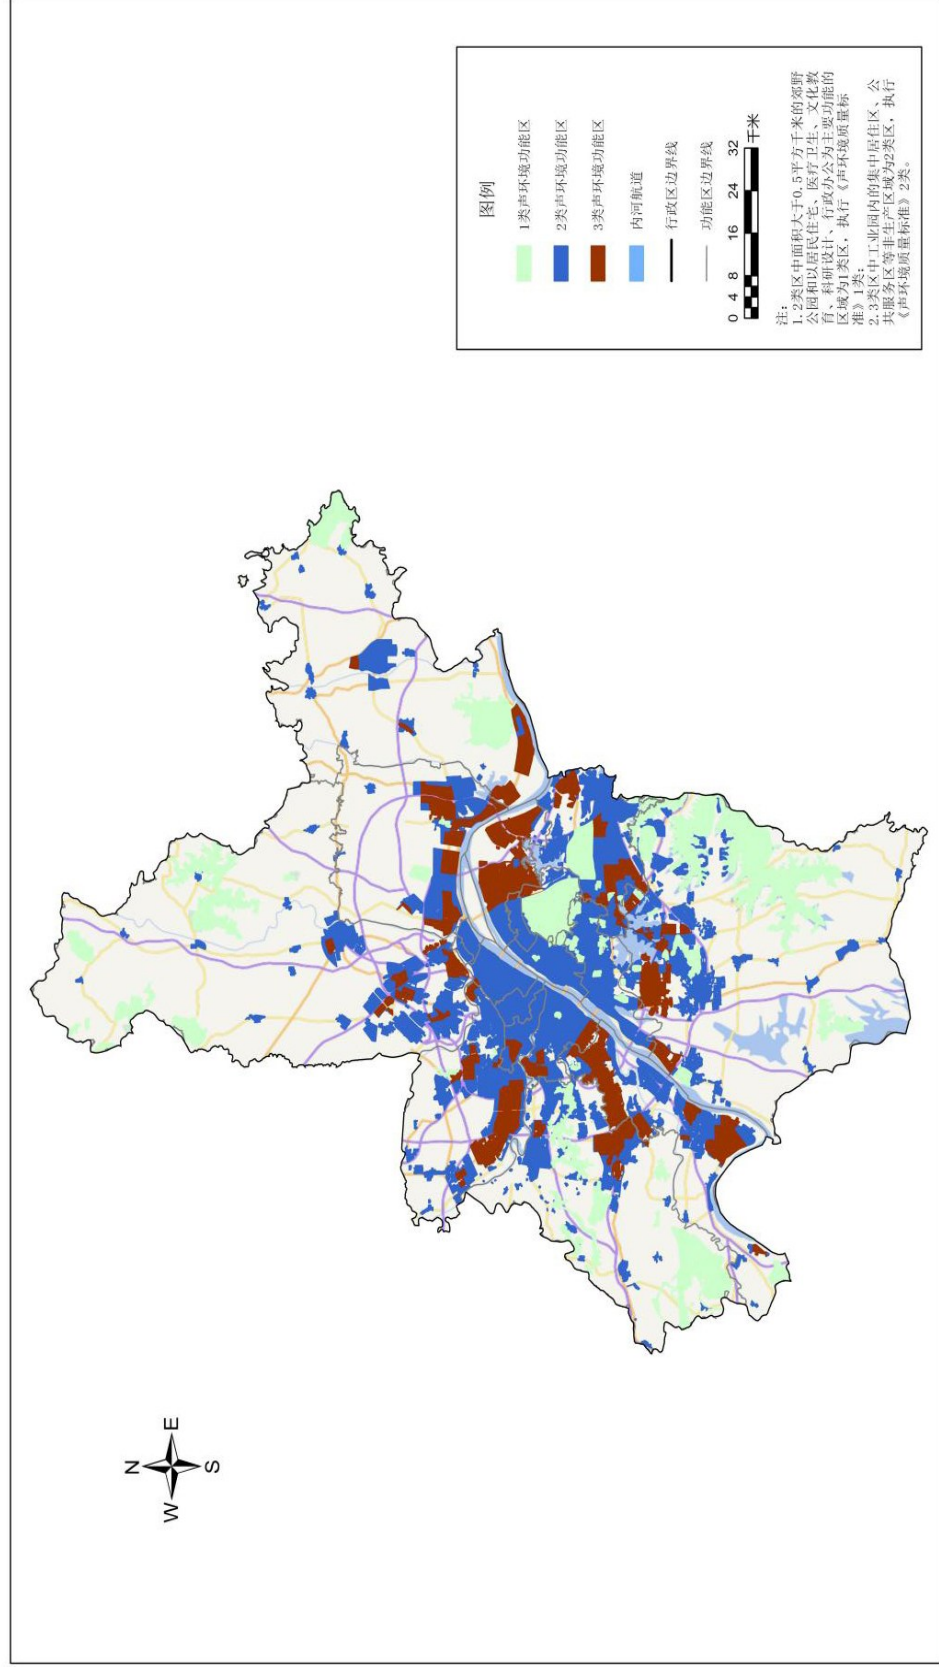 N
W
E
S
图例
1类声环境功能区
2类声环境功能区
3类声环境功能区
内河航道
行政区边界线
功能区边界线
0 4 8 16 24 32
千米
注:
1.2类区中面积大于0.5平方千米的郊野
公园和以居民住宅、医疗卫生、文化教
育、科研设计、行政办公为主要功能的
区域为1类区，执行《声环境质量标
准》1类;
2.3类区中工业园内的集中居住区、公
共服务区等非生产区域为2类区，执行
《声环境质量标准》2类。